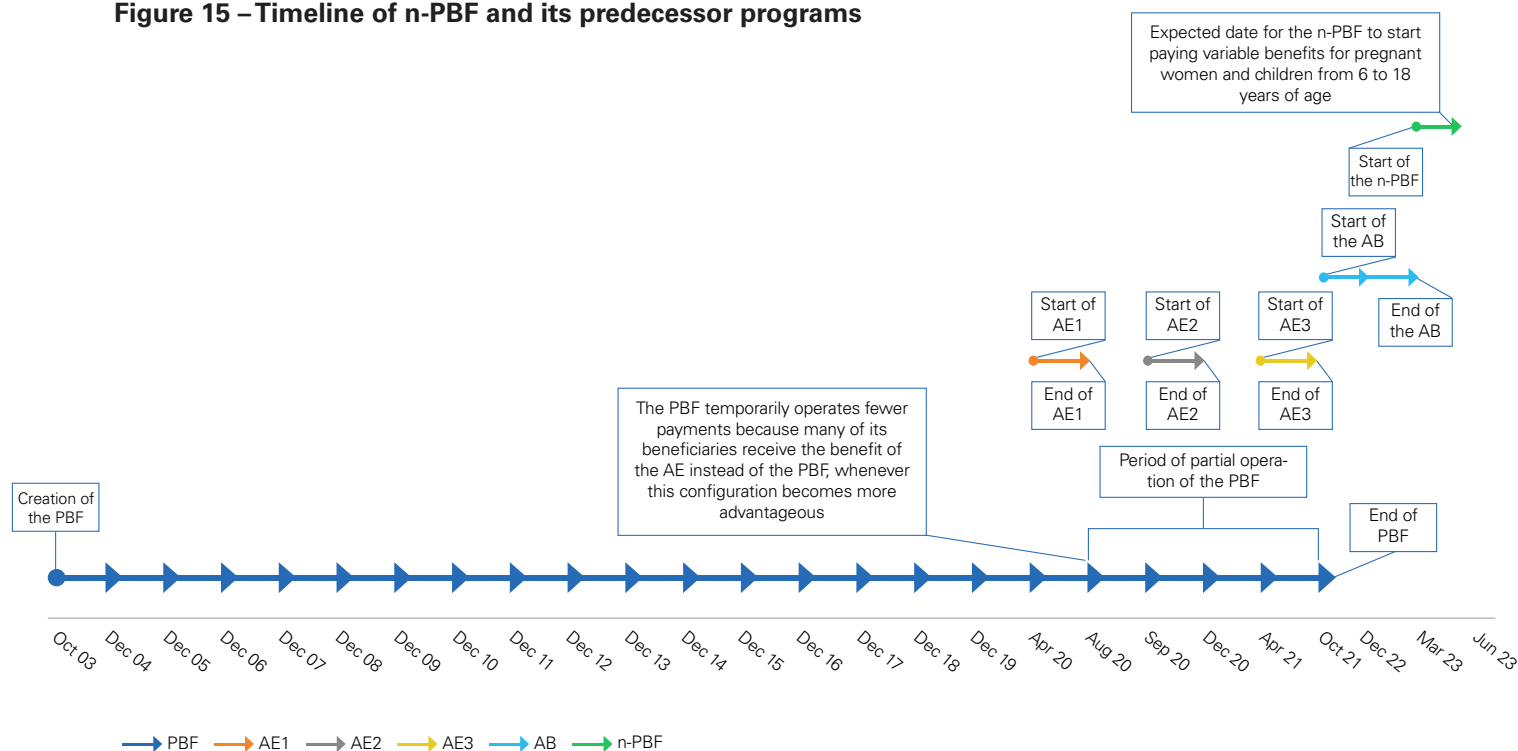 Figure 15 – Timeline of n-PBF and its predecessor programs
Expected date for the n-PBF to start
paying variable benefits for pregnant
women and children from 6 to 18
years of age
Start of
the n-PBF
Start of
the AB
End of
the AB
Start of
AE1
Start of
AE2
Start of
AE3
End of
AE1
End of
AE2
End of
AE3
The PBF temporarily operates fewer
payments because many of its
beneficiaries receive the benefit of
the AE instead of the PBF, whenever
this configuration becomes more
advantageous
Period of partial opera-
tion of the PBF
Creation of
the PBF
End of
PBF
Oct 03
Dec 04
Dec 05
Dec 06
Dec 07
Dec 08
Dec 09
Dec 10
Dec 11
Dec 12
Dec 13
Dec 14
Dec 15
Dec 16
Dec 17
Dec 18
Dec 19
Apr 20
Aug 20
Sep 20
Dec 20
Apr 21
Oct 21
Dec 22
Mar 23
Jun 23
PBF AE1 AE2 AE3 AB n-PBF